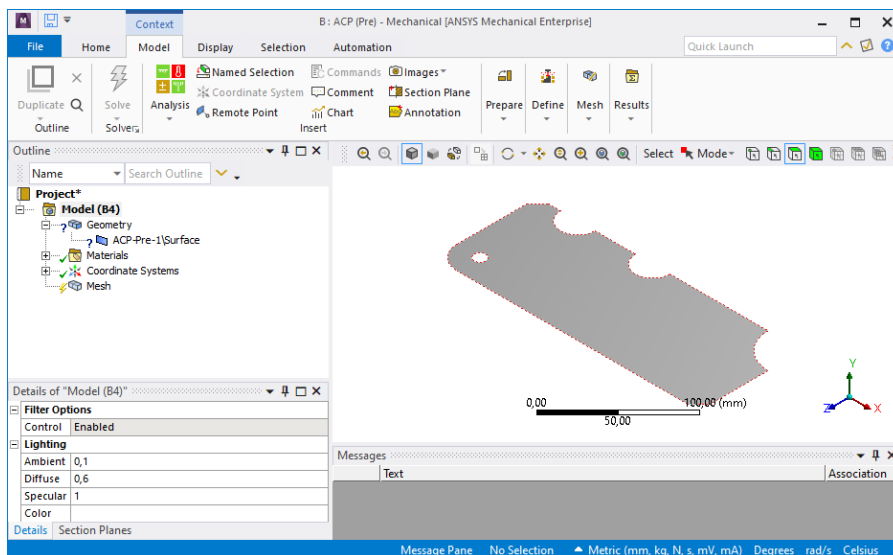 M Context B : ACP (Pre) - Mechanical [ANSYS Mechanical Enterprise]
File Home Model Display Selection Automation Quick Launch
Duplicate Solve Analysis Named Selection Commands Images Prepare Define Mesh Results
Coordinate System Comment Section Plane
Remote Point Chart Annotation
Outline Solver Insert
Outline
Name Search Outline Select Mode
Project*
Model (B4)
Geometry
ACP-Pre-1\Surface
Materials
Coordinate Systems
Mesh
Y
Z X
0,00 100,00 (mm)
50,00
Details of "Model (B4)"
Filter Options
Control Enabled
Lighting
Ambient 0,1
Diffuse 0,6
Specular 1
Color
Details Section Planes
Messages
Text Association
Message Pane No Selection Metric (mm, kg, N, s, mV, mA) Degrees rad/s Celsius